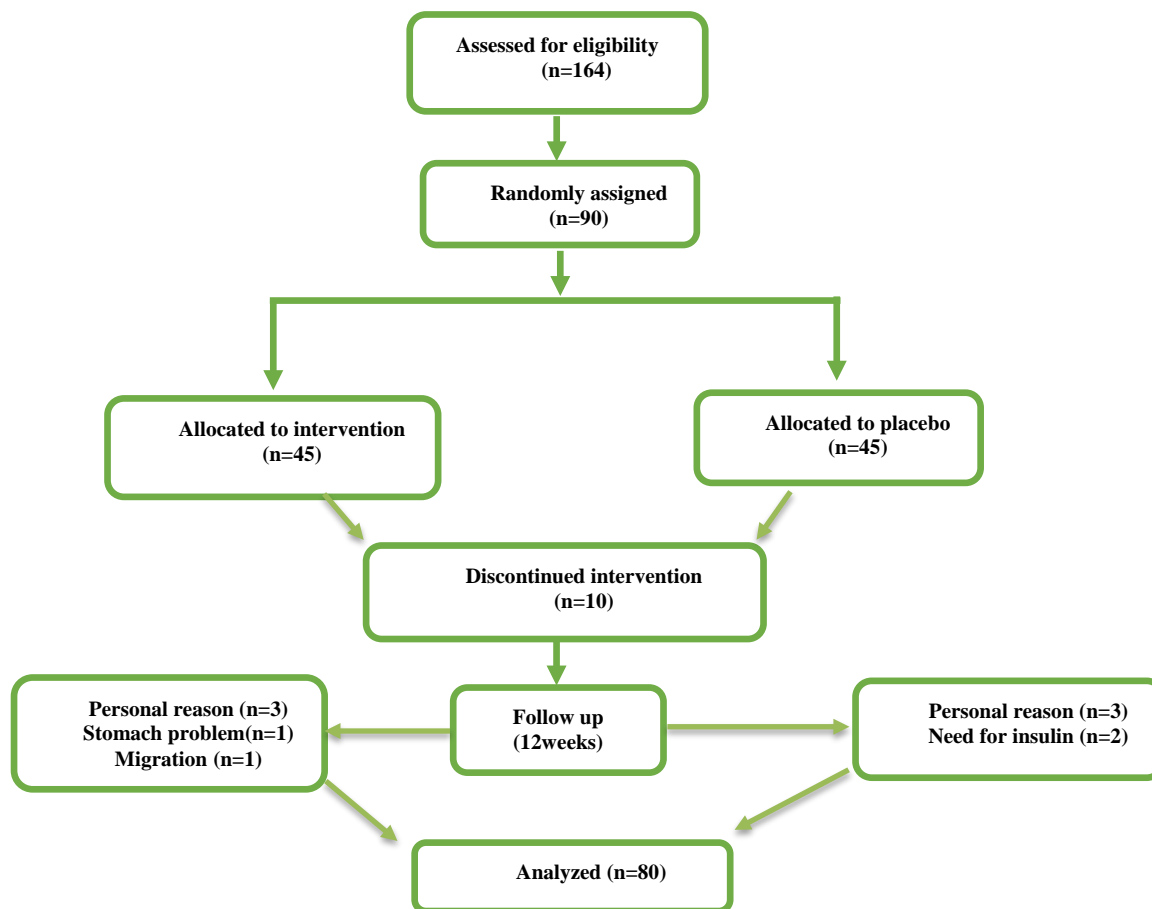 Assessed for eligibility
(n=164)
Randomly assigned
(n=90)
Allocated to intervention
(n=45)
Allocated to placebo
(n=45)
Discontinued intervention
(n=10)
Personal reason (n=3)
Stomach problem(n=1)
Migration (n=1)
Follow up
(12weeks)
Personal reason (n=3)
Need for insulin (n=2)
Analyzed (n=80)